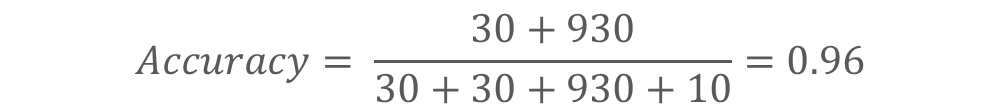 30 + 930
Accuracy = = 0.96
30 + 30 + 930 + 10